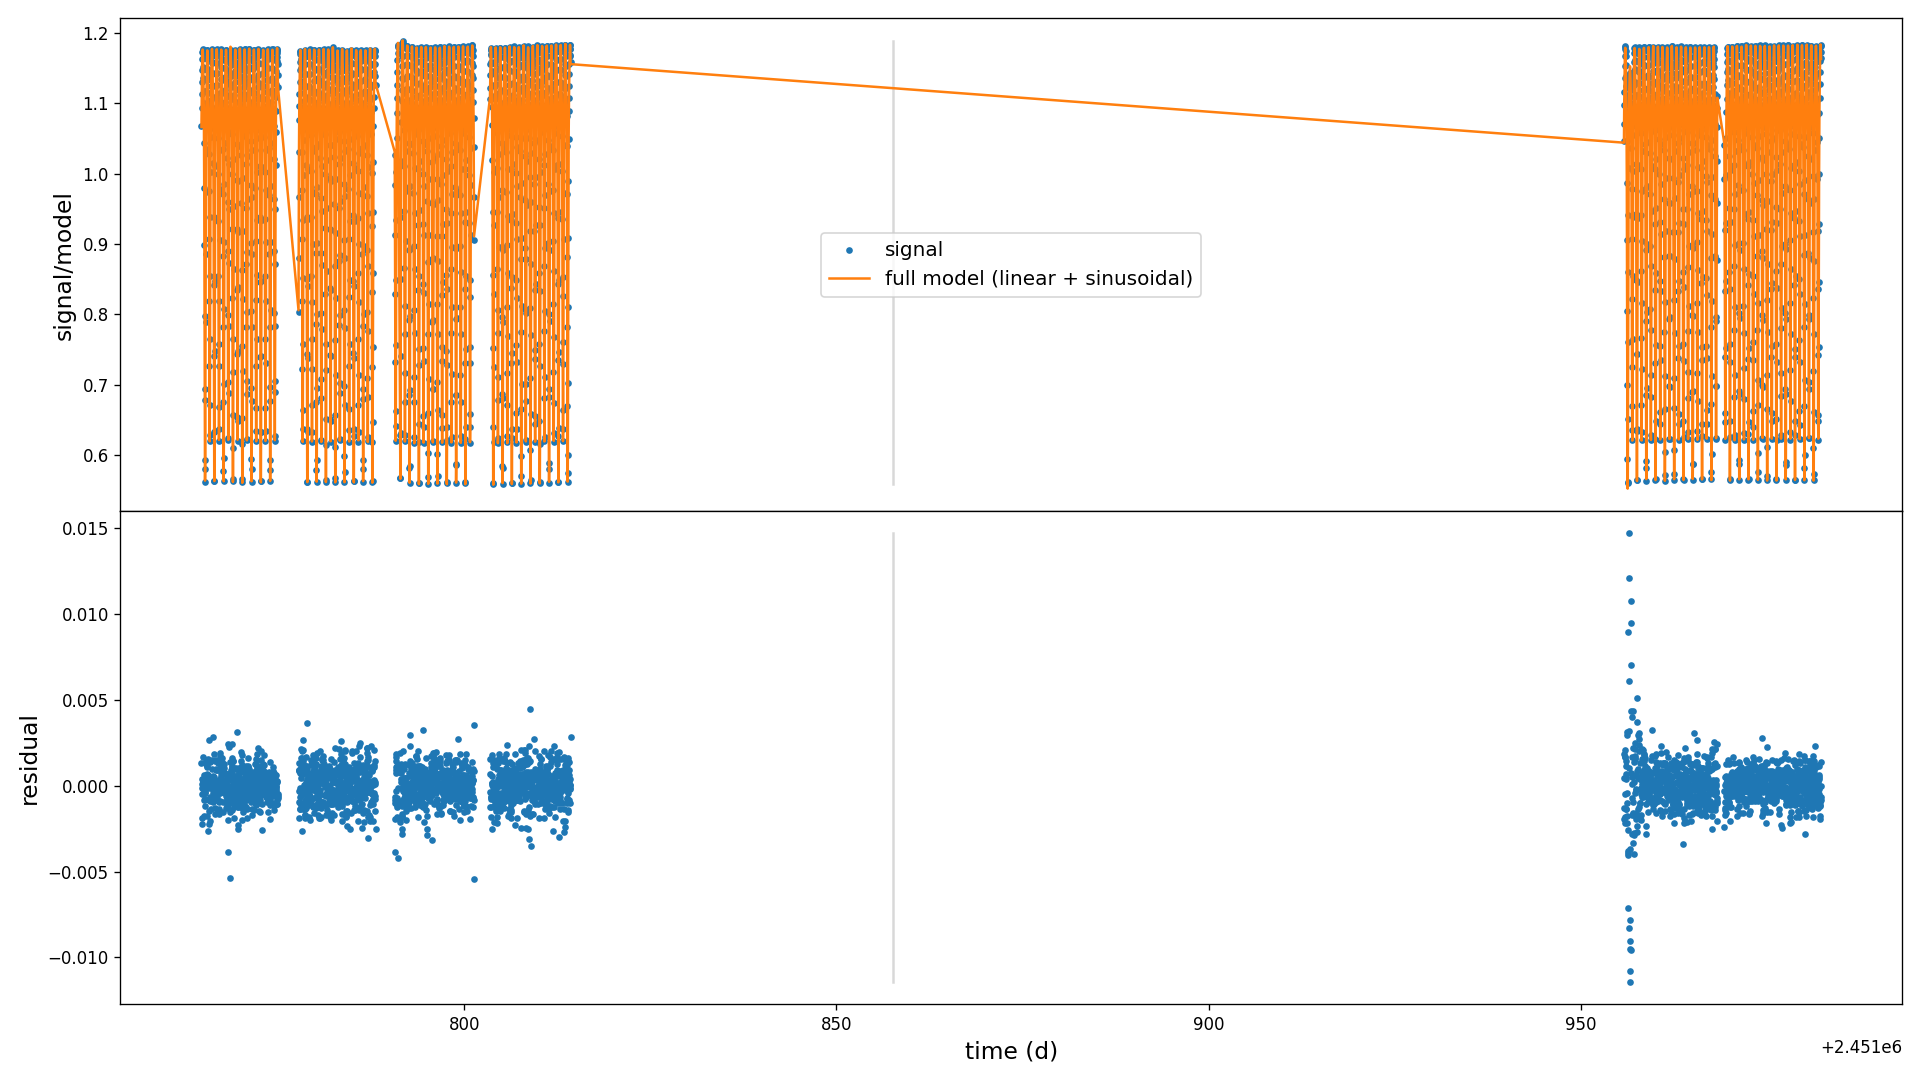 1.2
1.1
1.0
0.9
0.8
0.7
0.6
signal/model
signal
full model (linear + sinusoidal)
0.015
0.010
0.005
0.000
−0.005
−0.010
residual
800
850
900
950
time (d)
+2.451e6